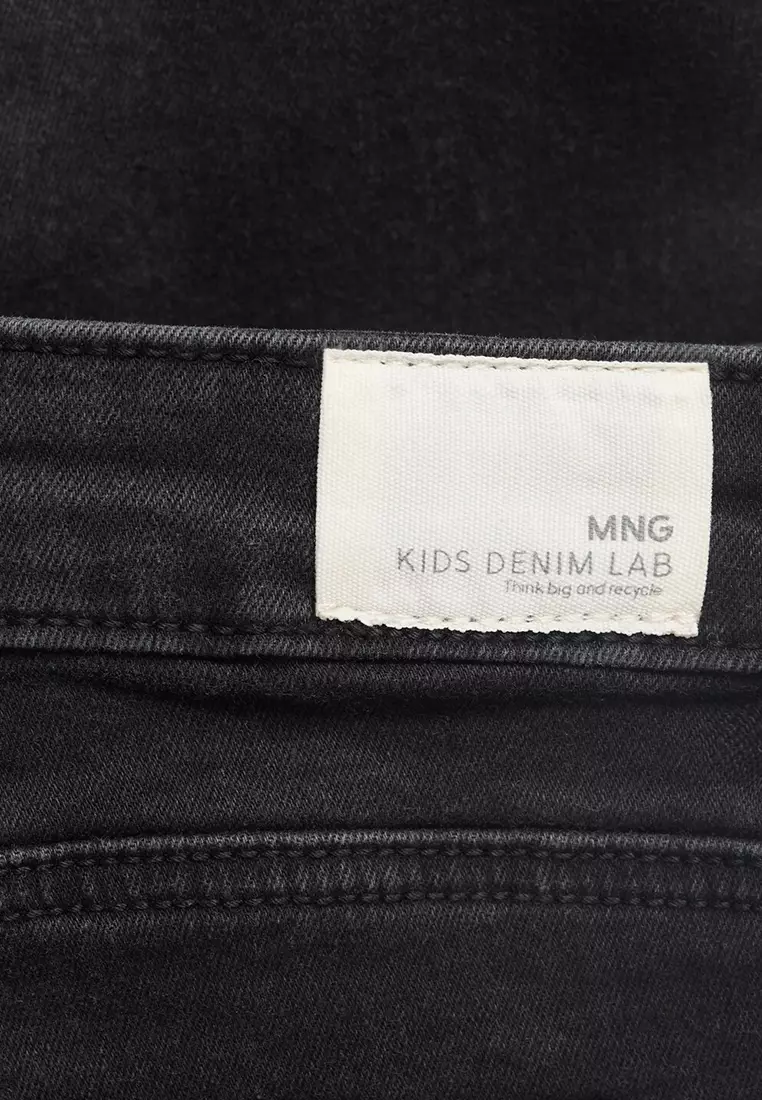 MNG
KIDS DENIM LAB
Think big and recycle